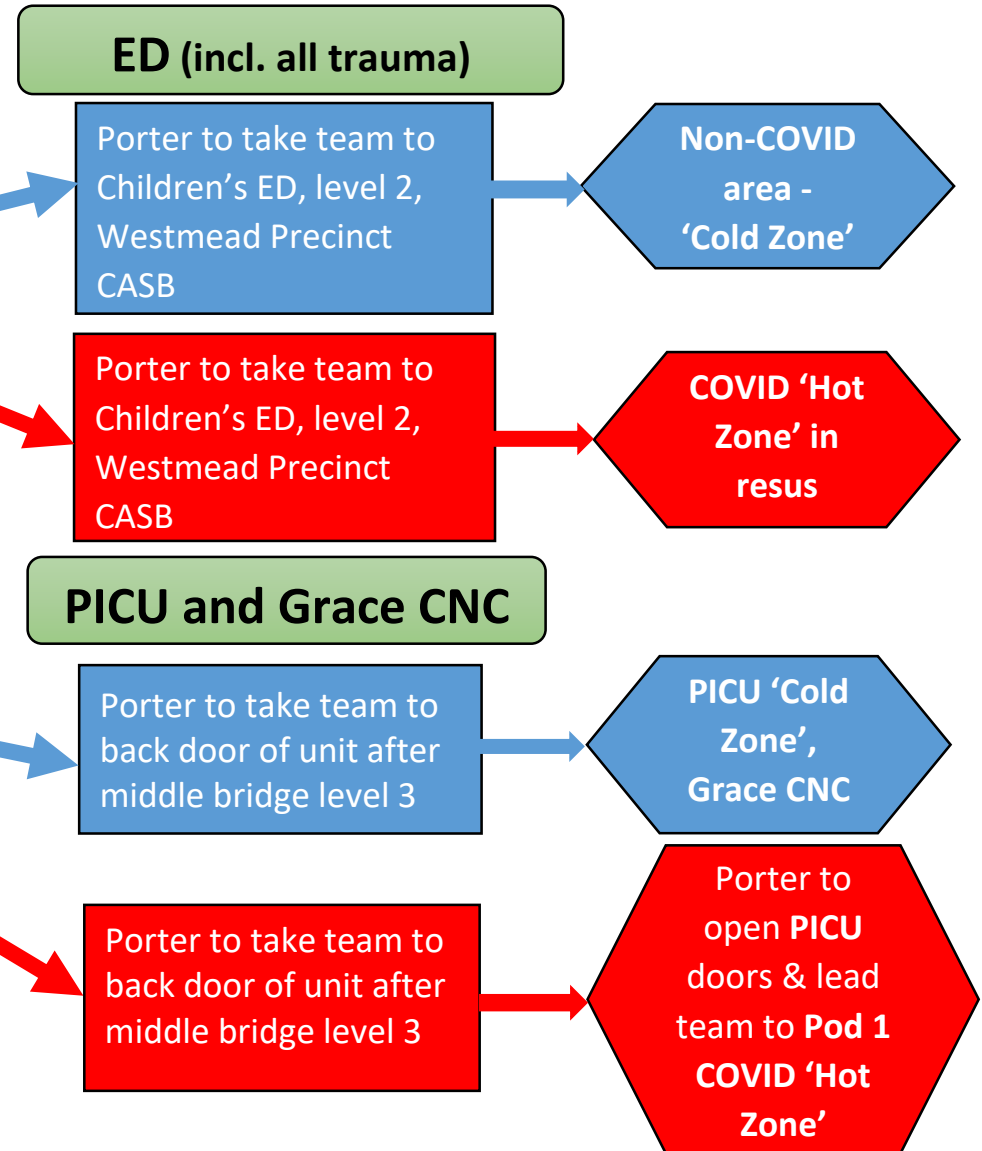 ED (incl. all trauma)
Porter to take team to
Children’s ED, level 2,
Westmead Precinct
CASB
Non-COVID
area -
‘Cold Zone’
Porter to take team to
Children’s ED, level 2,
Westmead Precinct
CASB
COVID ‘Hot
Zone’ in
resus
PICU and Grace CNC
Porter to take team to
back door of unit after
middle bridge level 3
PICU ‘Cold
Zone’,
Grace CNC
Porter to take team to
back door of unit after
middle bridge level 3
Porter to
open PICU
doors & lead
team to Pod 1
COVID ‘Hot
Zone’